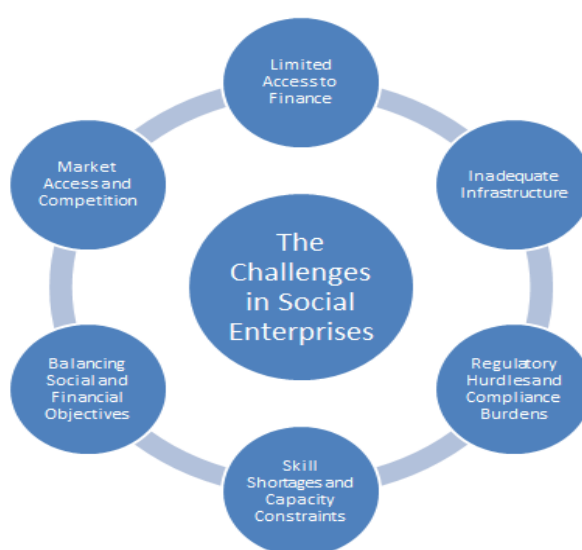 Limited
Access to
Finance
Inadequate
Infrastructure
Regulatory
Hurdles and
Compliance
Burdens
Skill
Shortages and
Capacity
Constraints
Balancing
Social and
Financial
Objectives
Market
Access and
Competition
The
Challenges
in Social
Enterprises